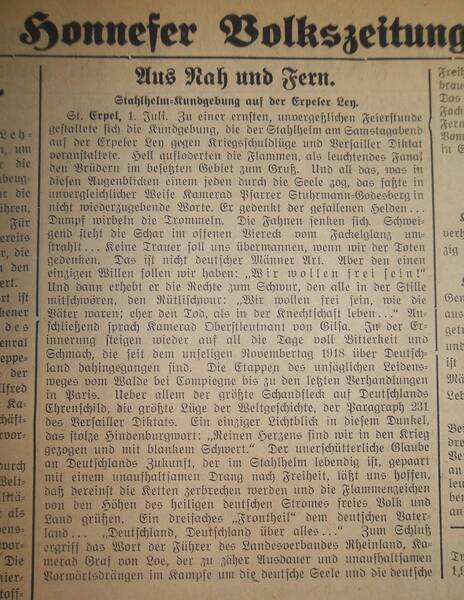 Honnefer Volkszeitung
Aus Nah und Fern.
Stahlhelm-Kundgebung auf der Erpeler Ley.
St. Erpel, 1. Juli. Zu einer ernsten, unvergeßlichen Feierstunde
gestaltete sich die Kundgebung, die der Stahlhelm am Samstagabend
auf der Erpeler Ley gegen Kriegsschuldlüge und Versailler Diktat
veranstaltete. Hell aufloderten die Flammen, als leuchtendes Fanal
den Brüdern im besetzten Gebiet zum Gruß. Und all das, was in
diesen Augenblicken einem jeden durch die Seele zog, das faßte in
unvergleichlicher Weise Kamerad Pfarrer Stuhrmann-Godesberg in
nicht wiederzugebende Worte. Er gedenkt der gefallenen Helden...
Dumpf wirbeln die Trommeln. Die Fahnen senken sich. Schwei-
gend steht die Schar im offenen Viereck vom Fackelglanz um-
strahlt... Keine Trauer soll uns übermannen, wenn wir der Toten
gedenken. Das ist nicht deutscher Männer Art. Aber den einen
einzigen Willen sollen wir haben: „Wir wollen frei sein!“
Und dann erhebt er die Rechte zum Schwur, den alle in der Stille
mitschwören, den Rütlischwur: „Wir wollen frei sein, wie die
Väter waren; eher den Tod, als in der Knechtschaft leben...“ An-
schließend sprach Kamerad Oberstleutnant von Gilsa. In der Er-
innerung steigen wieder auf all die Tage voll Bitterkeit und
Schmach, die seit dem unseligen Novembertag 1918 über Deutsch-
land dahingegangen sind. Die Etappen des unsäglichen Leidens-
weges vom Walde bei Compiegne bis zu den letzten Verhandlungen
in Paris. Ueber allem der größte Schandfleck auf Deutschlands
Ehrenschild, die größte Lüge der Weltgeschichte, der Paragraph 231
des Versailler Diktats. Ein einziger Lichtblick in diesem Dunkel,
das stolze Hindenburgwort: „Reinen Herzens sind wir in den Krieg
gezogen und mit blankem Schwert.“ Der unerschütterliche Glaube
an Deutschlands Zukunft, der im Stahlhelm lebendig ist, gepaart
mit einem unaufhaltsamen Drang nach Freiheit, läßt uns hoffen,
daß dereinst die Ketten zerbrechen werden und die Flammenzeichen
von den Höhen des heiligen deutschen Stromes freies Volk und
Land grüßen. Ein dreifaches „Frontheil“ dem deutschen Vater-
land... „Deutschland, Deutschland über alles...“ Zum Schluß
ergriff das Wort der Führer des Landesverbandes Rheinland, Ka-
merad Graf von Loe, der zu zäher Ausdauer und unaufhaltsamen
Vorwärtsdrängen im Kampfe um die deutsche Seele und die deutsche